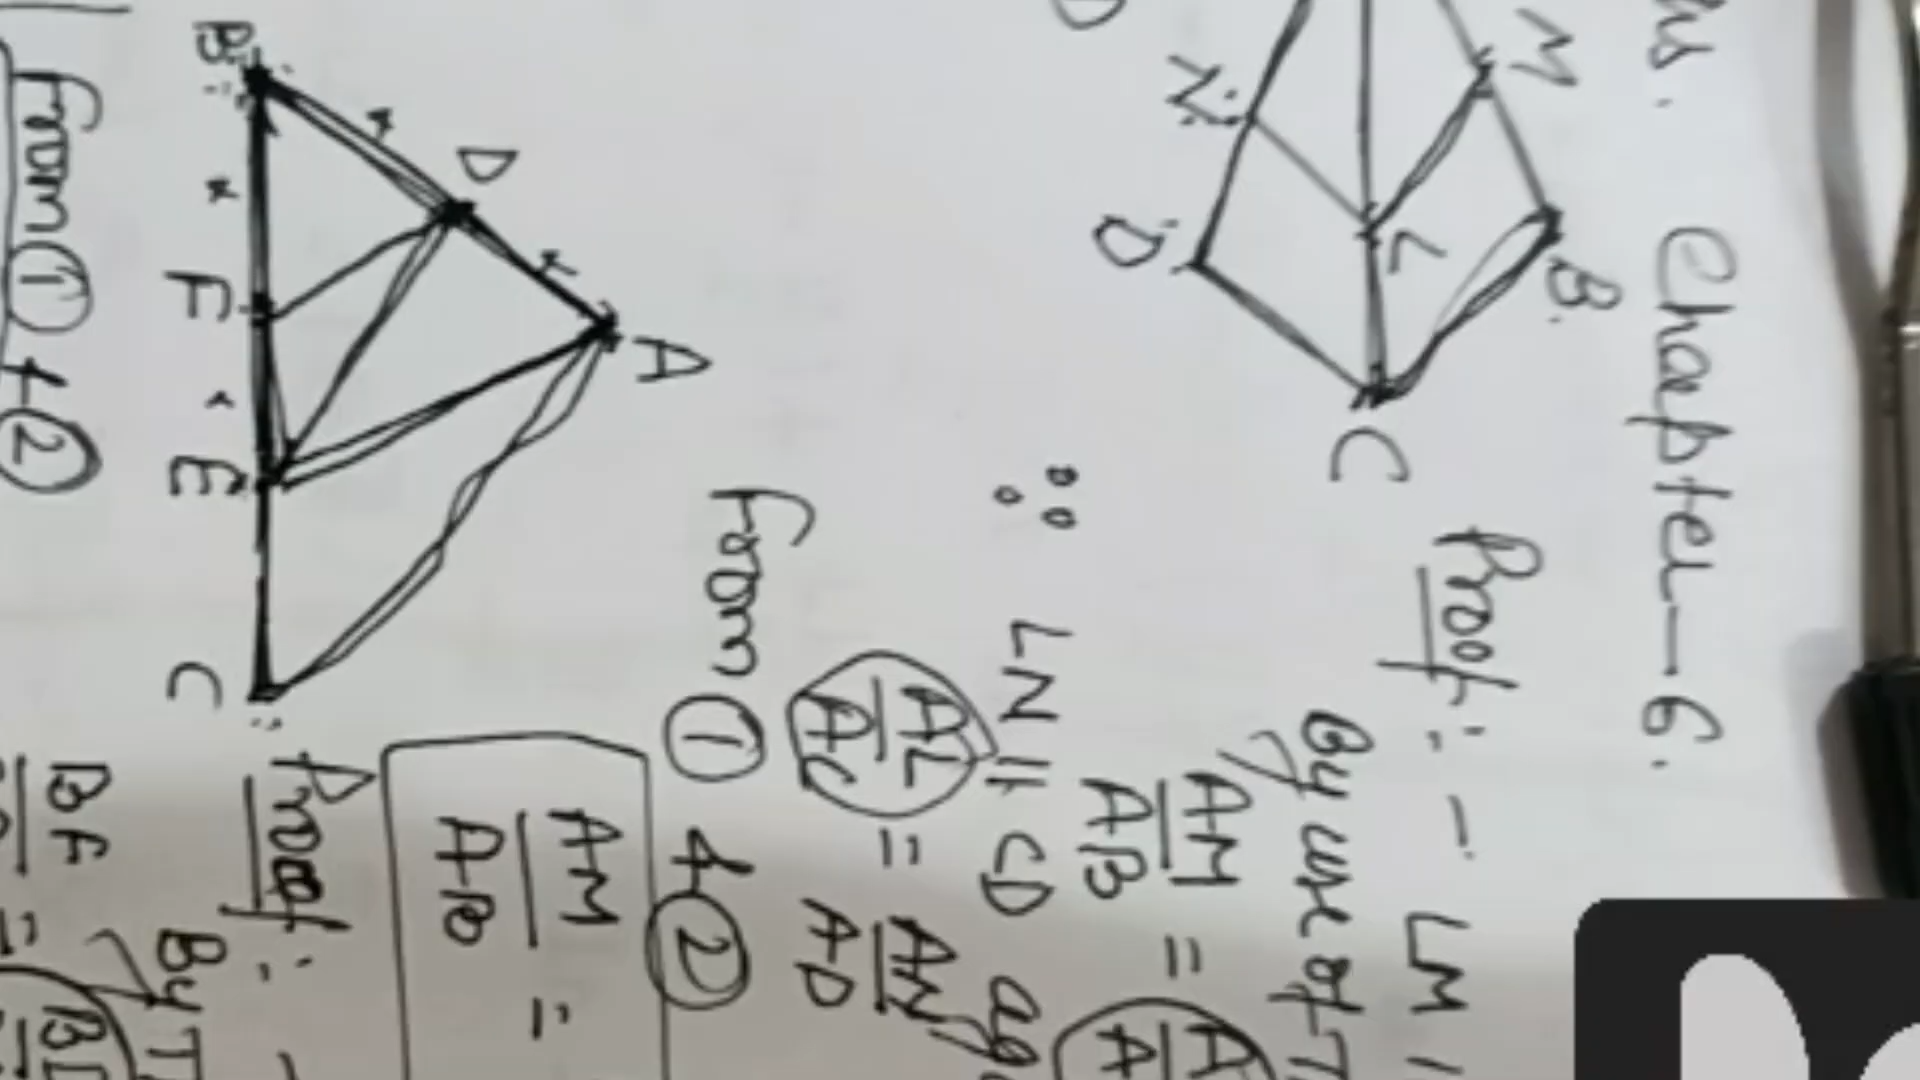 Chapter-6.
M
B
N
L
D
C
Proof:-
LM
By use of T
AM
AB
=
LN || CD
AL
AC
=
AN
AD
From ① & ②
AM
AB
=
A
D
B
F
E
C
Proof:-
By T
BF
=
From ① & ②